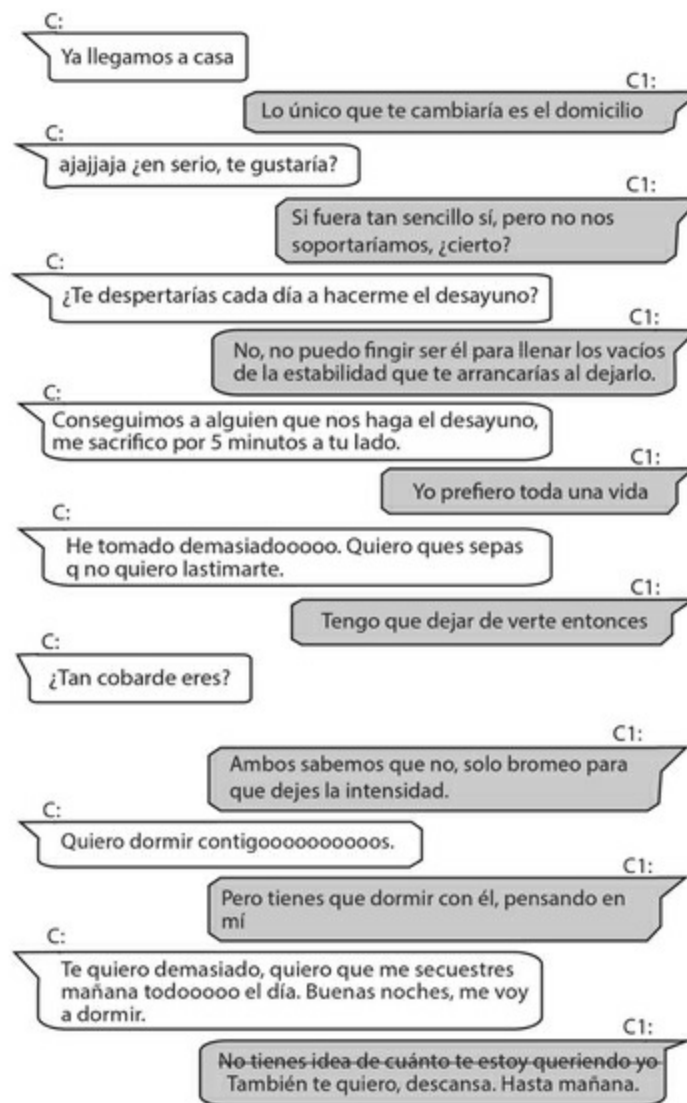 C:
Ya llegamos a casa
C1:
Lo único que te cambiaría es el domicilio
C:
ajajjaja ¿en serio, te gustaría?
C1:
Si fuera tan sencillo sí, pero no nos
soportaríamos, ¿cierto?
C:
¿Te despertarías cada día a hacerme el desayuno?
C1:
No, no puedo fingir ser él para llenar los vacíos
de la estabilidad que te arrancarías al dejarlo.
C:
Conseguimos a alguien que nos haga el desayuno,
me sacrifico por 5 minutos a tu lado.
C1:
Yo prefiero toda una vida
C:
He tomado demasiadooooo. Quiero ques sepas
q no quiero lastimarte.
C1:
Tengo que dejar de verte entonces
C:
¿Tan cobarde eres?
C1:
Ambos sabemos que no, solo bromeo para
que dejes la intensidad.
C:
Quiero dormir contigoooooooooos.
C1:
Pero tienes que dormir con él, pensando en
mí
C:
Te quiero demasiado, quiero que me secuestres
mañana todooooo el día. Buenas noches, me voy
a dormir.
C1:
No tienes idea de cuánto te estoy queriendo yo
También te quiero, descansa. Hasta mañana.